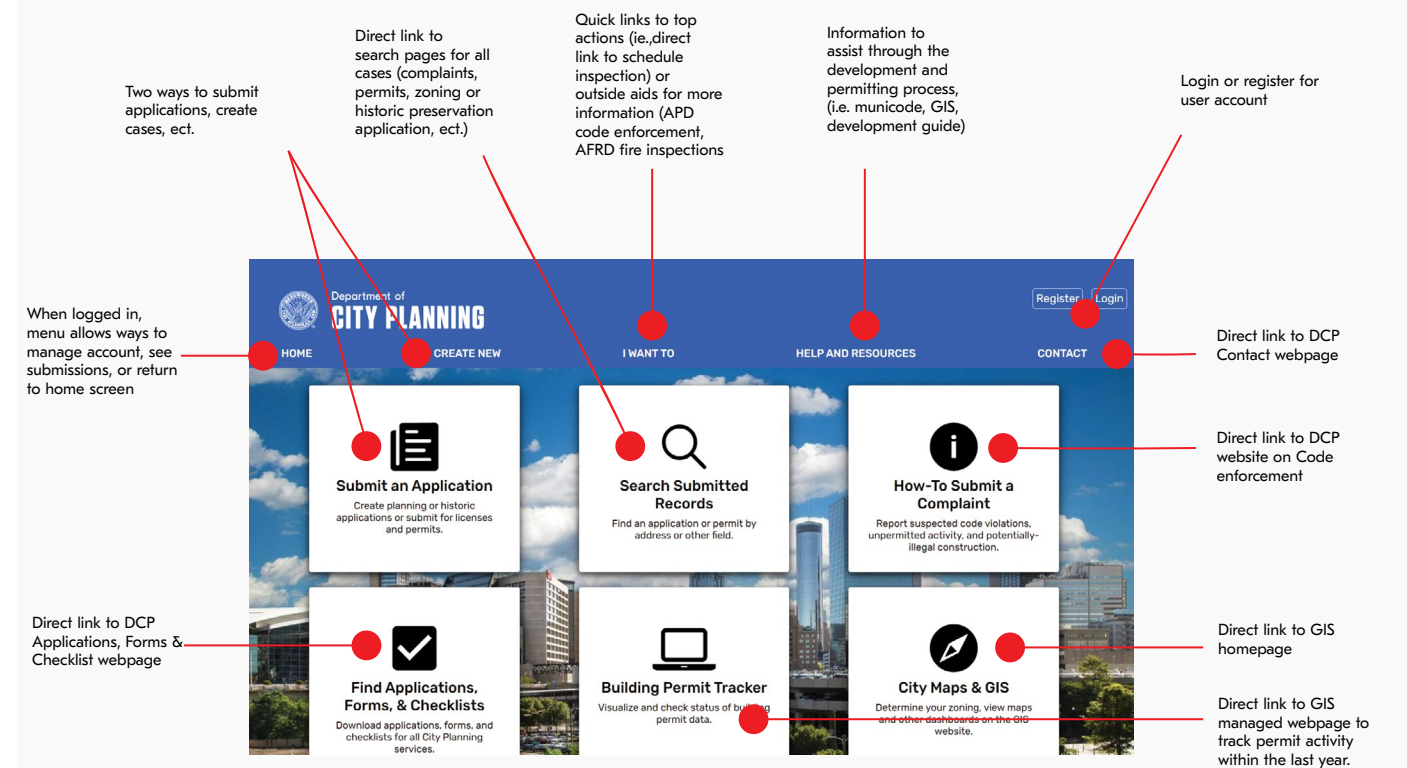 Quick links to top
actions (ie.,direct
link to schedule
inspection) or
outside aids for more
information (APD
code enforcement,
AFRD fire inspections
Direct link to
search pages for all
cases (complaints,
permits, zoning or
historic preservation
application, ect.)
Information to
assist through the
development and
permitting process,
(i.e. municode, GIS,
development guide)
Two ways to submit
applications, create
cases, ect.
Login or register for
user account
When logged in,
menu allows ways to
manage account, see
submissions, or return
to home screen
Department of
CITY PLANNING
Register Login
HOME CREATE NEW I WANT TO HELP AND RESOURCES CONTACT
Direct link to DCP
Contact webpage
Submit an Application
Create planning or historic
applications or submit for licenses
and permits.
Search Submitted
Records
Find an application or permit by
address or other field.
How-To Submit a
Complaint
Report suspected code violations,
unpermitted activity, and potentially-
illegal construction.
Direct link to DCP
website on Code
enforcement
Direct link to DCP
Applications, Forms &
Checklist webpage
Find Applications,
Forms, & Checklists
Download applications, forms, and
checklists for all City Planning
services.
Building Permit Tracker
Visualize and check status of building
permit data.
City Maps & GIS
Determine your zoning, view maps
and other dashboards on the GIS
website.
Direct link to GIS
homepage
Direct link to GIS
managed webpage to
track permit activity
within the last year.